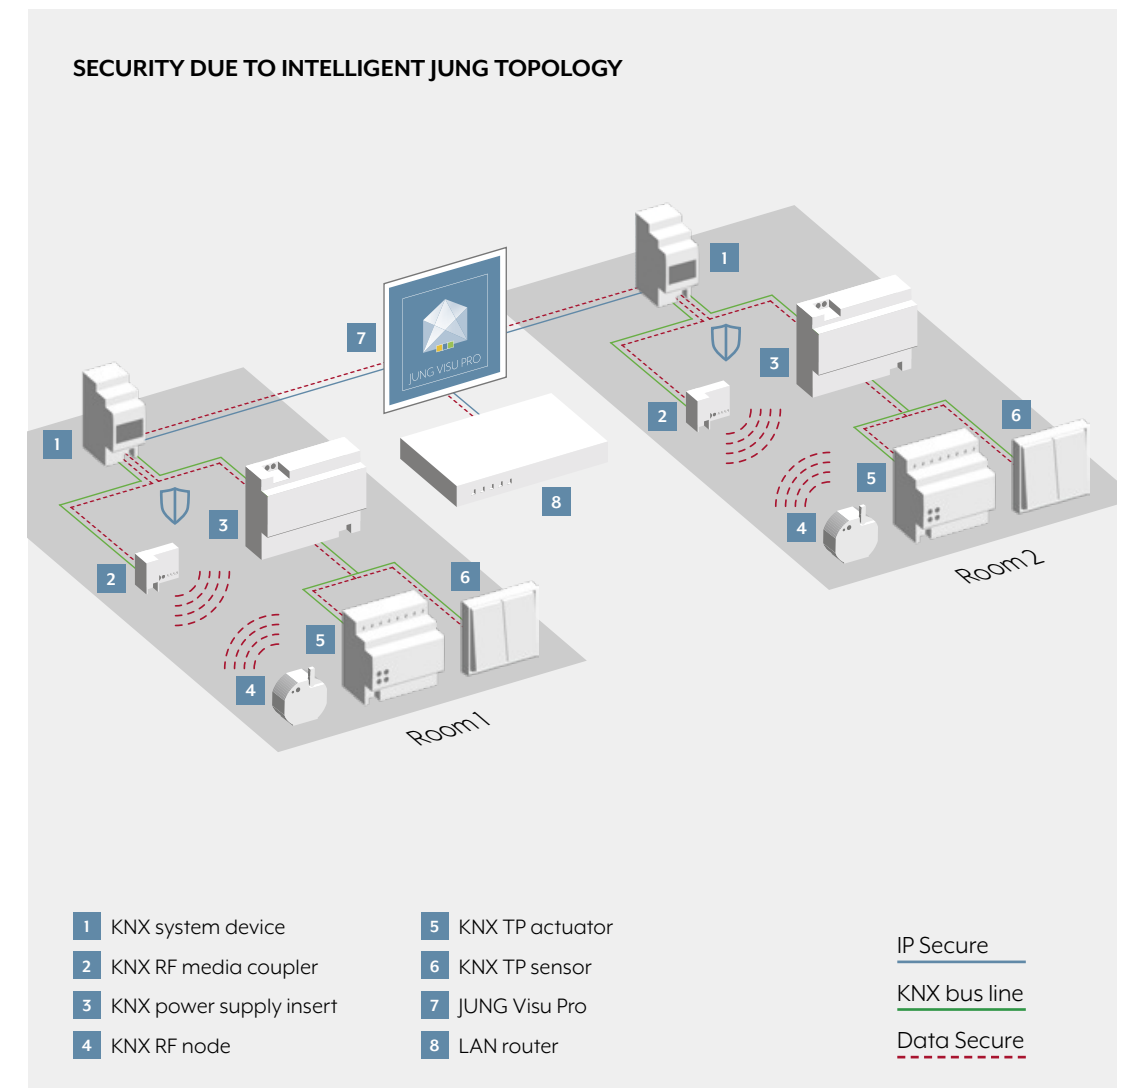 SECURITY DUE TO INTELLIGENT JUNG TOPOLOGY
1
7
JUNG VISU PRO
3
2
6
1
5
8
4
3
Room 2
2
6
5
4
Room 1
1 KNX system device
2 KNX RF media coupler
3 KNX power supply insert
4 KNX RF node
5 KNX TP actuator
6 KNX TP sensor
7 JUNG Visu Pro
8 LAN router
IP Secure
KNX bus line
Data Secure